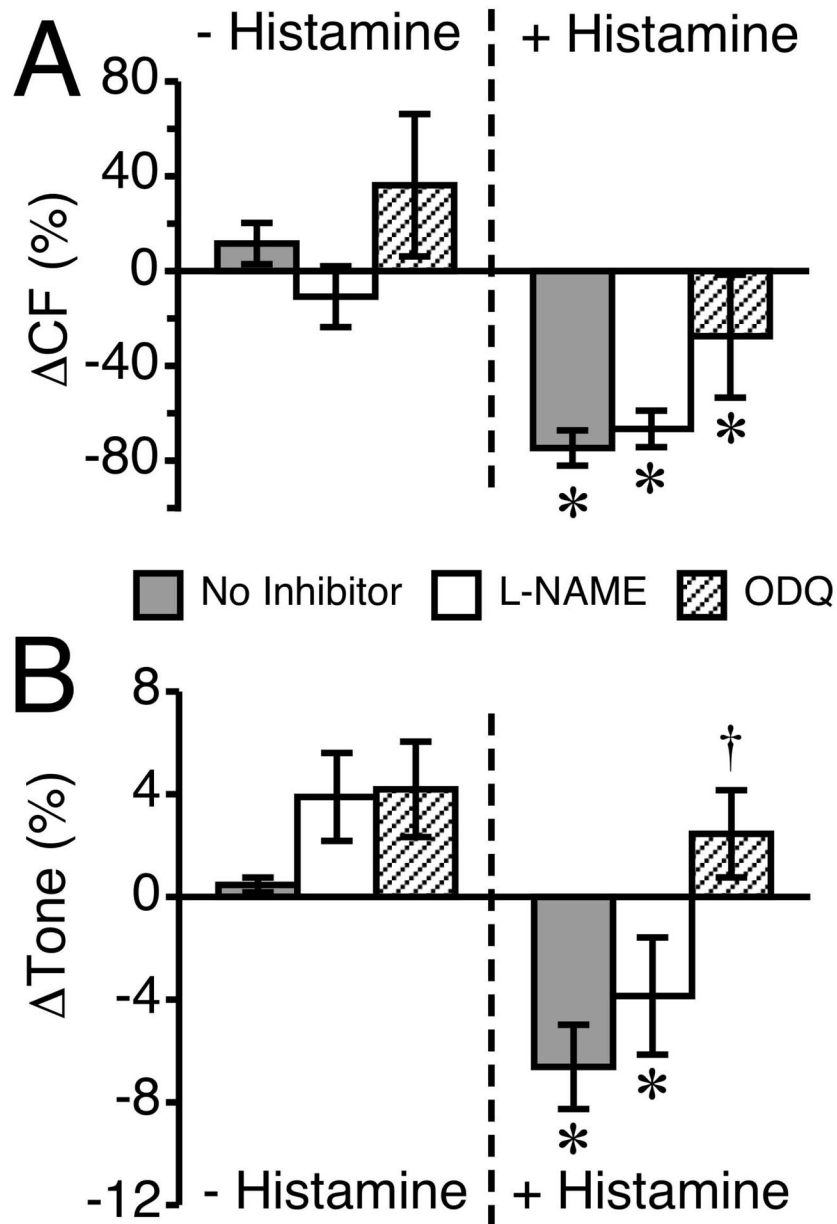 A
- Histamine
+ Histamine
80
40
0
-40
-80
ΔCF (%)
*
*
*
No Inhibitor
L-NAME
ODQ
B
8
4
0
-4
-8
-12
ΔTone (%)
†
*
*
- Histamine
+ Histamine